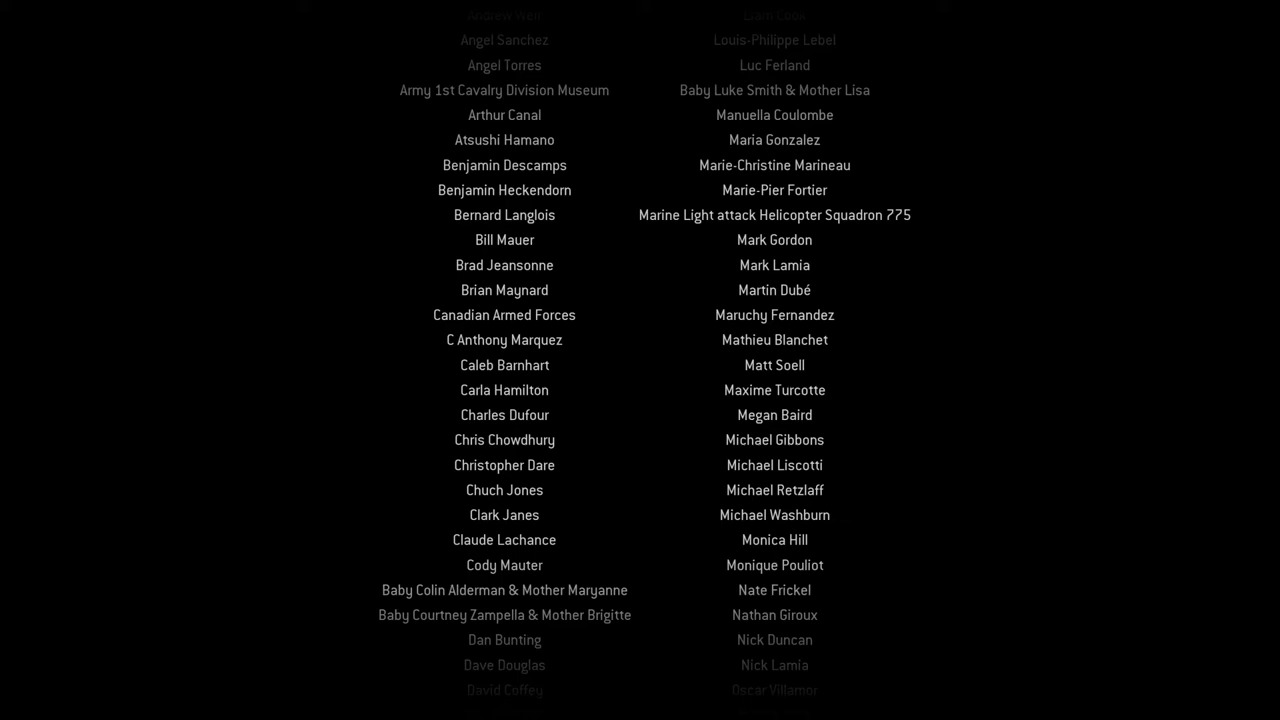 Andrew Weir
Angel Sanchez
Angel Torres
Army 1st Cavalry Division Museum
Arthur Canal
Atsushi Hamano
Benjamin Descamps
Benjamin Heckendorn
Bernard Langlois
Bill Mauer
Brad Jeansonne
Brian Maynard
Canadian Armed Forces
C Anthony Marquez
Caleb Barnhart
Carla Hamilton
Charles Dufour
Chris Chowdhury
Christopher Dare
Chuch Jones
Clark Janes
Claude Lachance
Cody Mauter
Baby Colin Alderman & Mother Maryanne
Baby Courtney Zampella & Mother Brigitte
Dan Bunting
Dave Douglas
David Coffey
Liam Cook
Louis-Philippe Lebel
Luc Ferland
Baby Luke Smith & Mother Lisa
Manuella Coulombe
Maria Gonzalez
Marie-Christine Marineau
Marie-Pier Fortier
Marine Light attack Helicopter Squadron 775
Mark Gordon
Mark Lamia
Martin Dubé
Maruchy Fernandez
Mathieu Blanchet
Matt Soell
Maxime Turcotte
Megan Baird
Michael Gibbons
Michael Liscotti
Michael Retzlaff
Michael Washburn
Monica Hill
Monique Pouliot
Nate Frickel
Nathan Giroux
Nick Duncan
Nick Lamia
Oscar Villamor